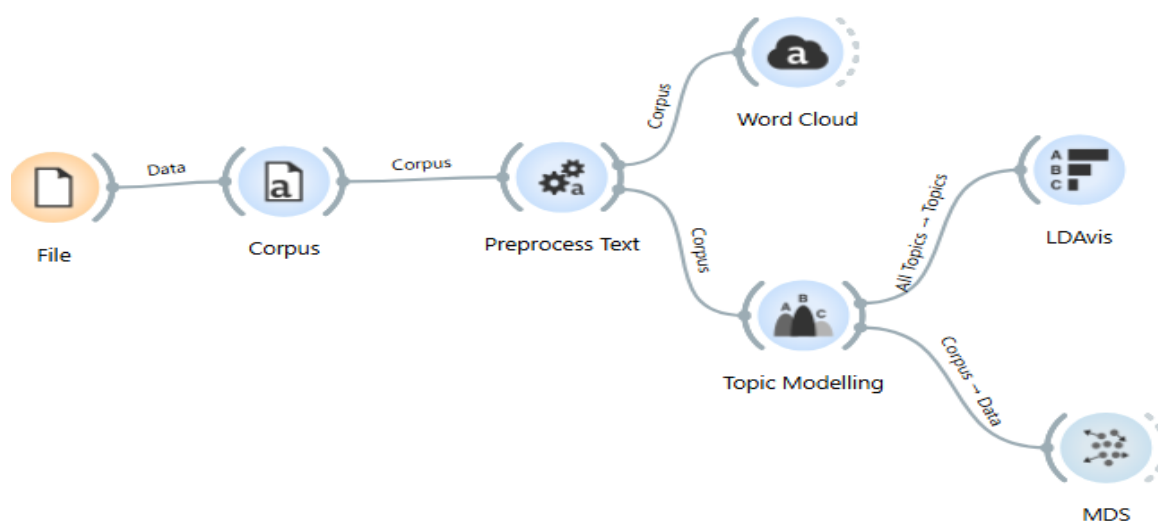 a
Corpus
Word Cloud
A
B
C
LDAvis
Data
a
Corpus
a
File
Corpus
Preprocess Text
All Topics → Topics
Corpus
A
B
C
Topic Modelling
Corpus → Data
MDS